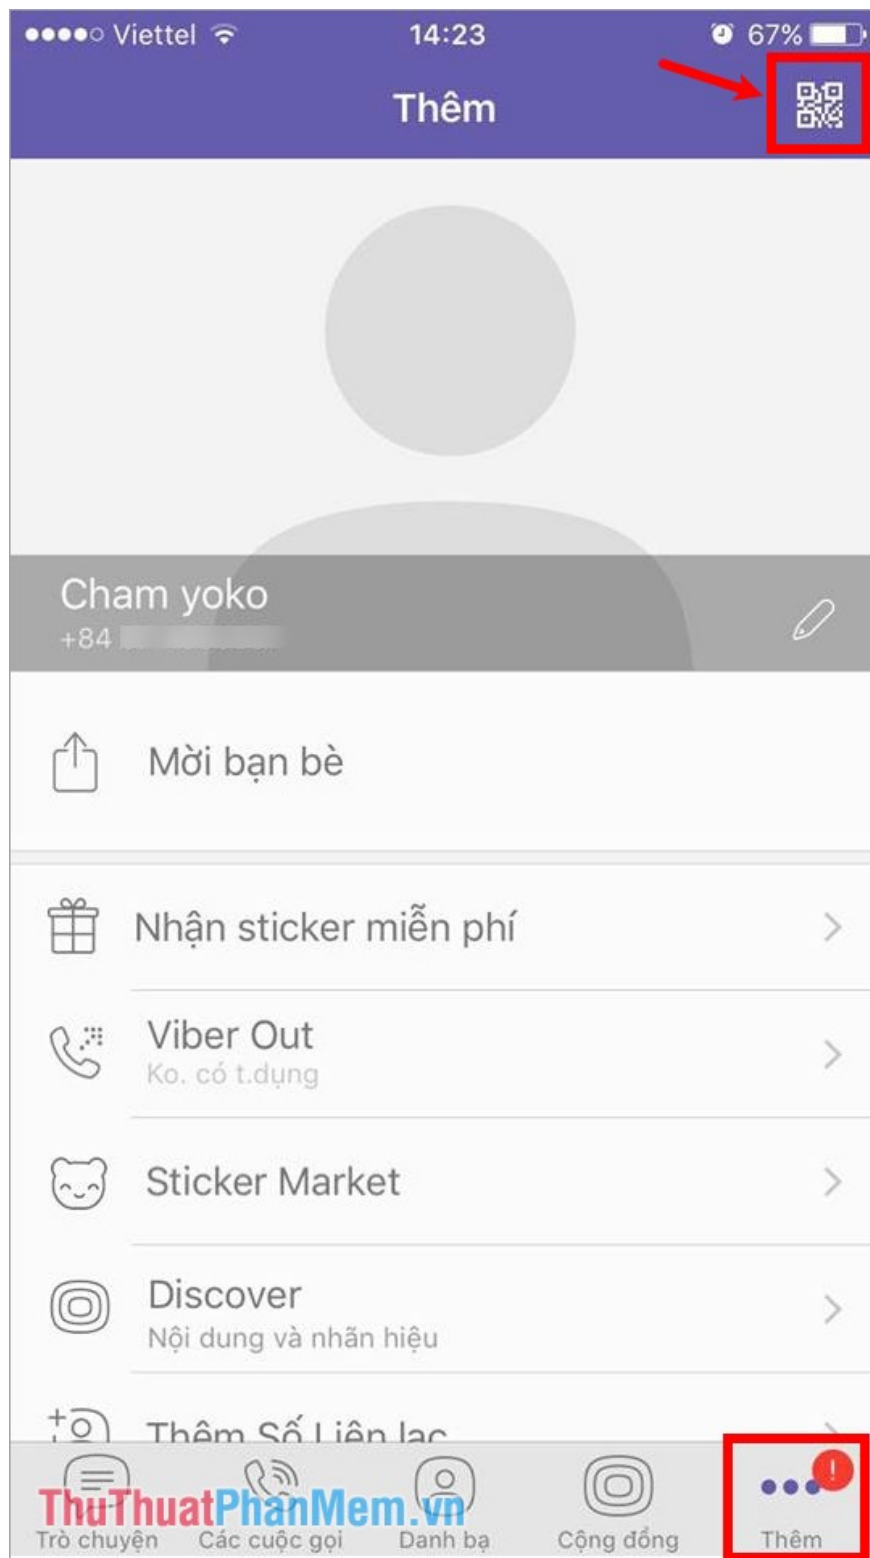 Viettel 14:23 67%
Thêm
Cham yoko
+84
Mời bạn bè
Nhận sticker miễn phí
Viber Out
Ko. có t.dụng
Sticker Market
Discover
Nội dung và nhãn hiệu
Thêm Số Liên lạc
ThuThuatPhanMem.vn
Trò chuyện Các cuộc gọi Danh bạ Cộng đồng Thêm